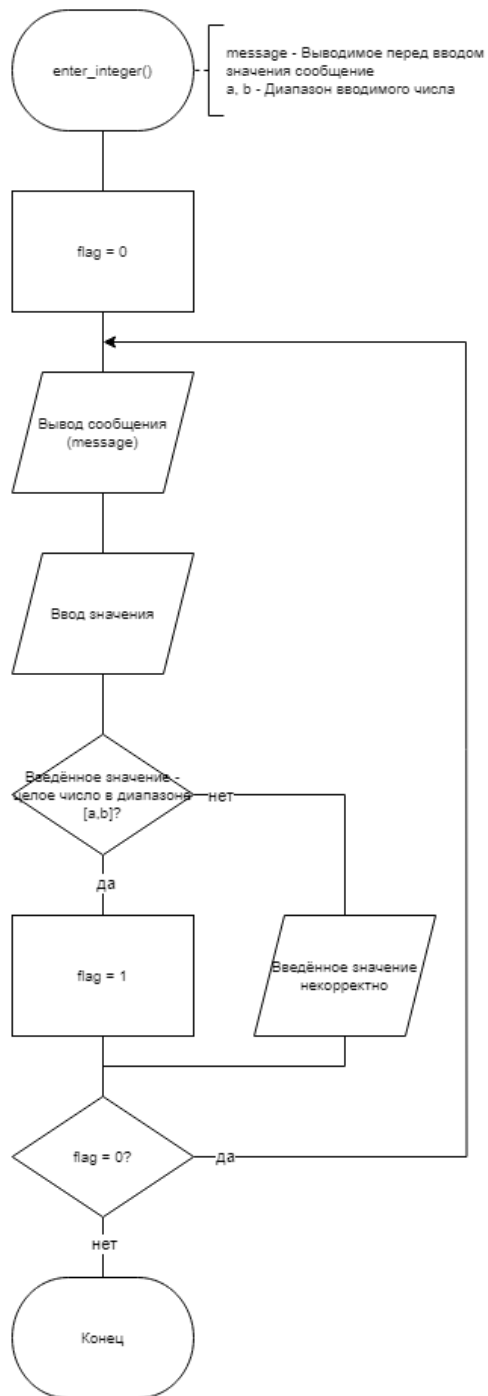 enter_integer()
message - Выводимое перед вводом
значения сообщение
a, b - Диапазон вводимого числа
flag = 0
Вывод сообщения
(message)
Ввод значения
Введённое значение -
целое число в диапазоне
[a,b]?
нет
да
flag = 1
Введённое значение
некорректно
flag = 0?
да
нет
Конец